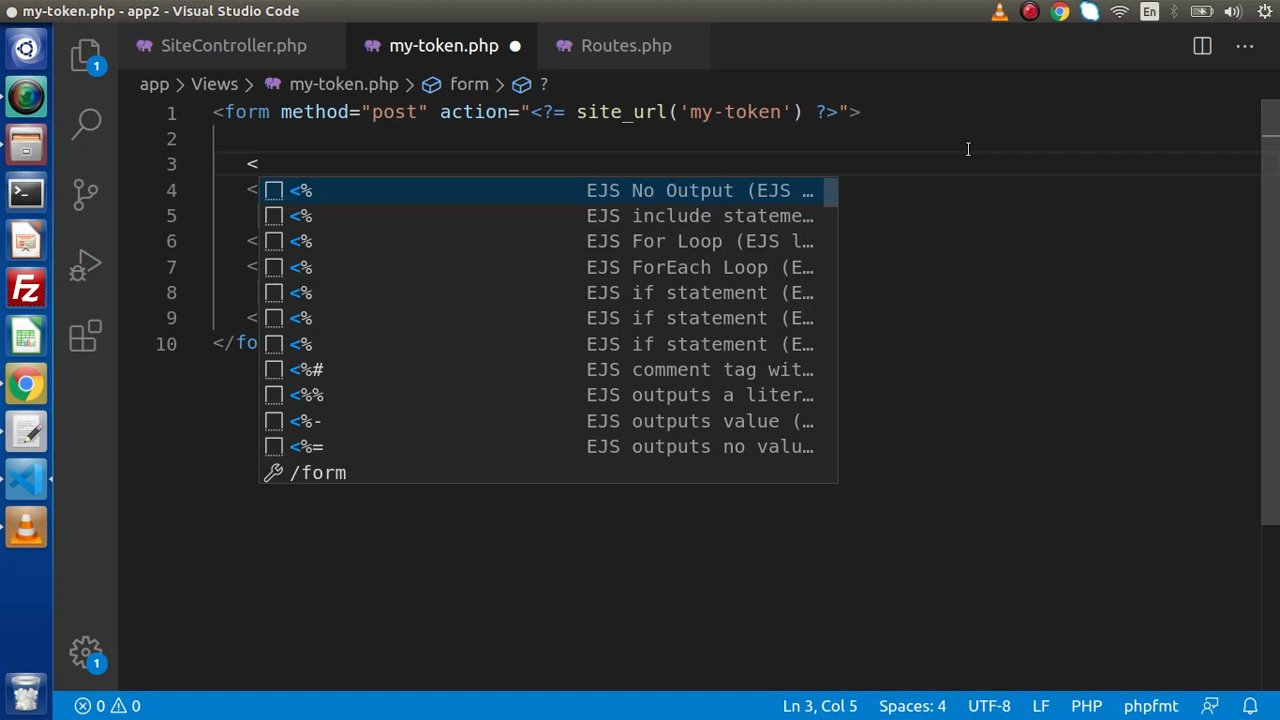 my-token.php - app2 - Visual Studio Code
En
SiteController.php
my-token.php
Routes.php
app > Views > my-token.php > form > ?
1 <form method="post" action="<?= site_url('my-token') ?>">
2
3 <
4 <
<% EJS No Output (EJS …
5
<% EJS include stateme…
6 <
<% EJS For Loop (EJS l…
7 <
<% EJS ForEach Loop (E…
8
<% EJS if statement (E…
9 <
<% EJS if statement (E…
10 </fo
<% EJS if statement (E…
<%# EJS comment tag wit…
<%% EJS outputs a liter…
<%- EJS outputs value (…
<%= EJS outputs no valu…
/form
1
1
Fz
0 0
Ln 3, Col 5 Spaces: 4 UTF-8 LF PHP phpfmt